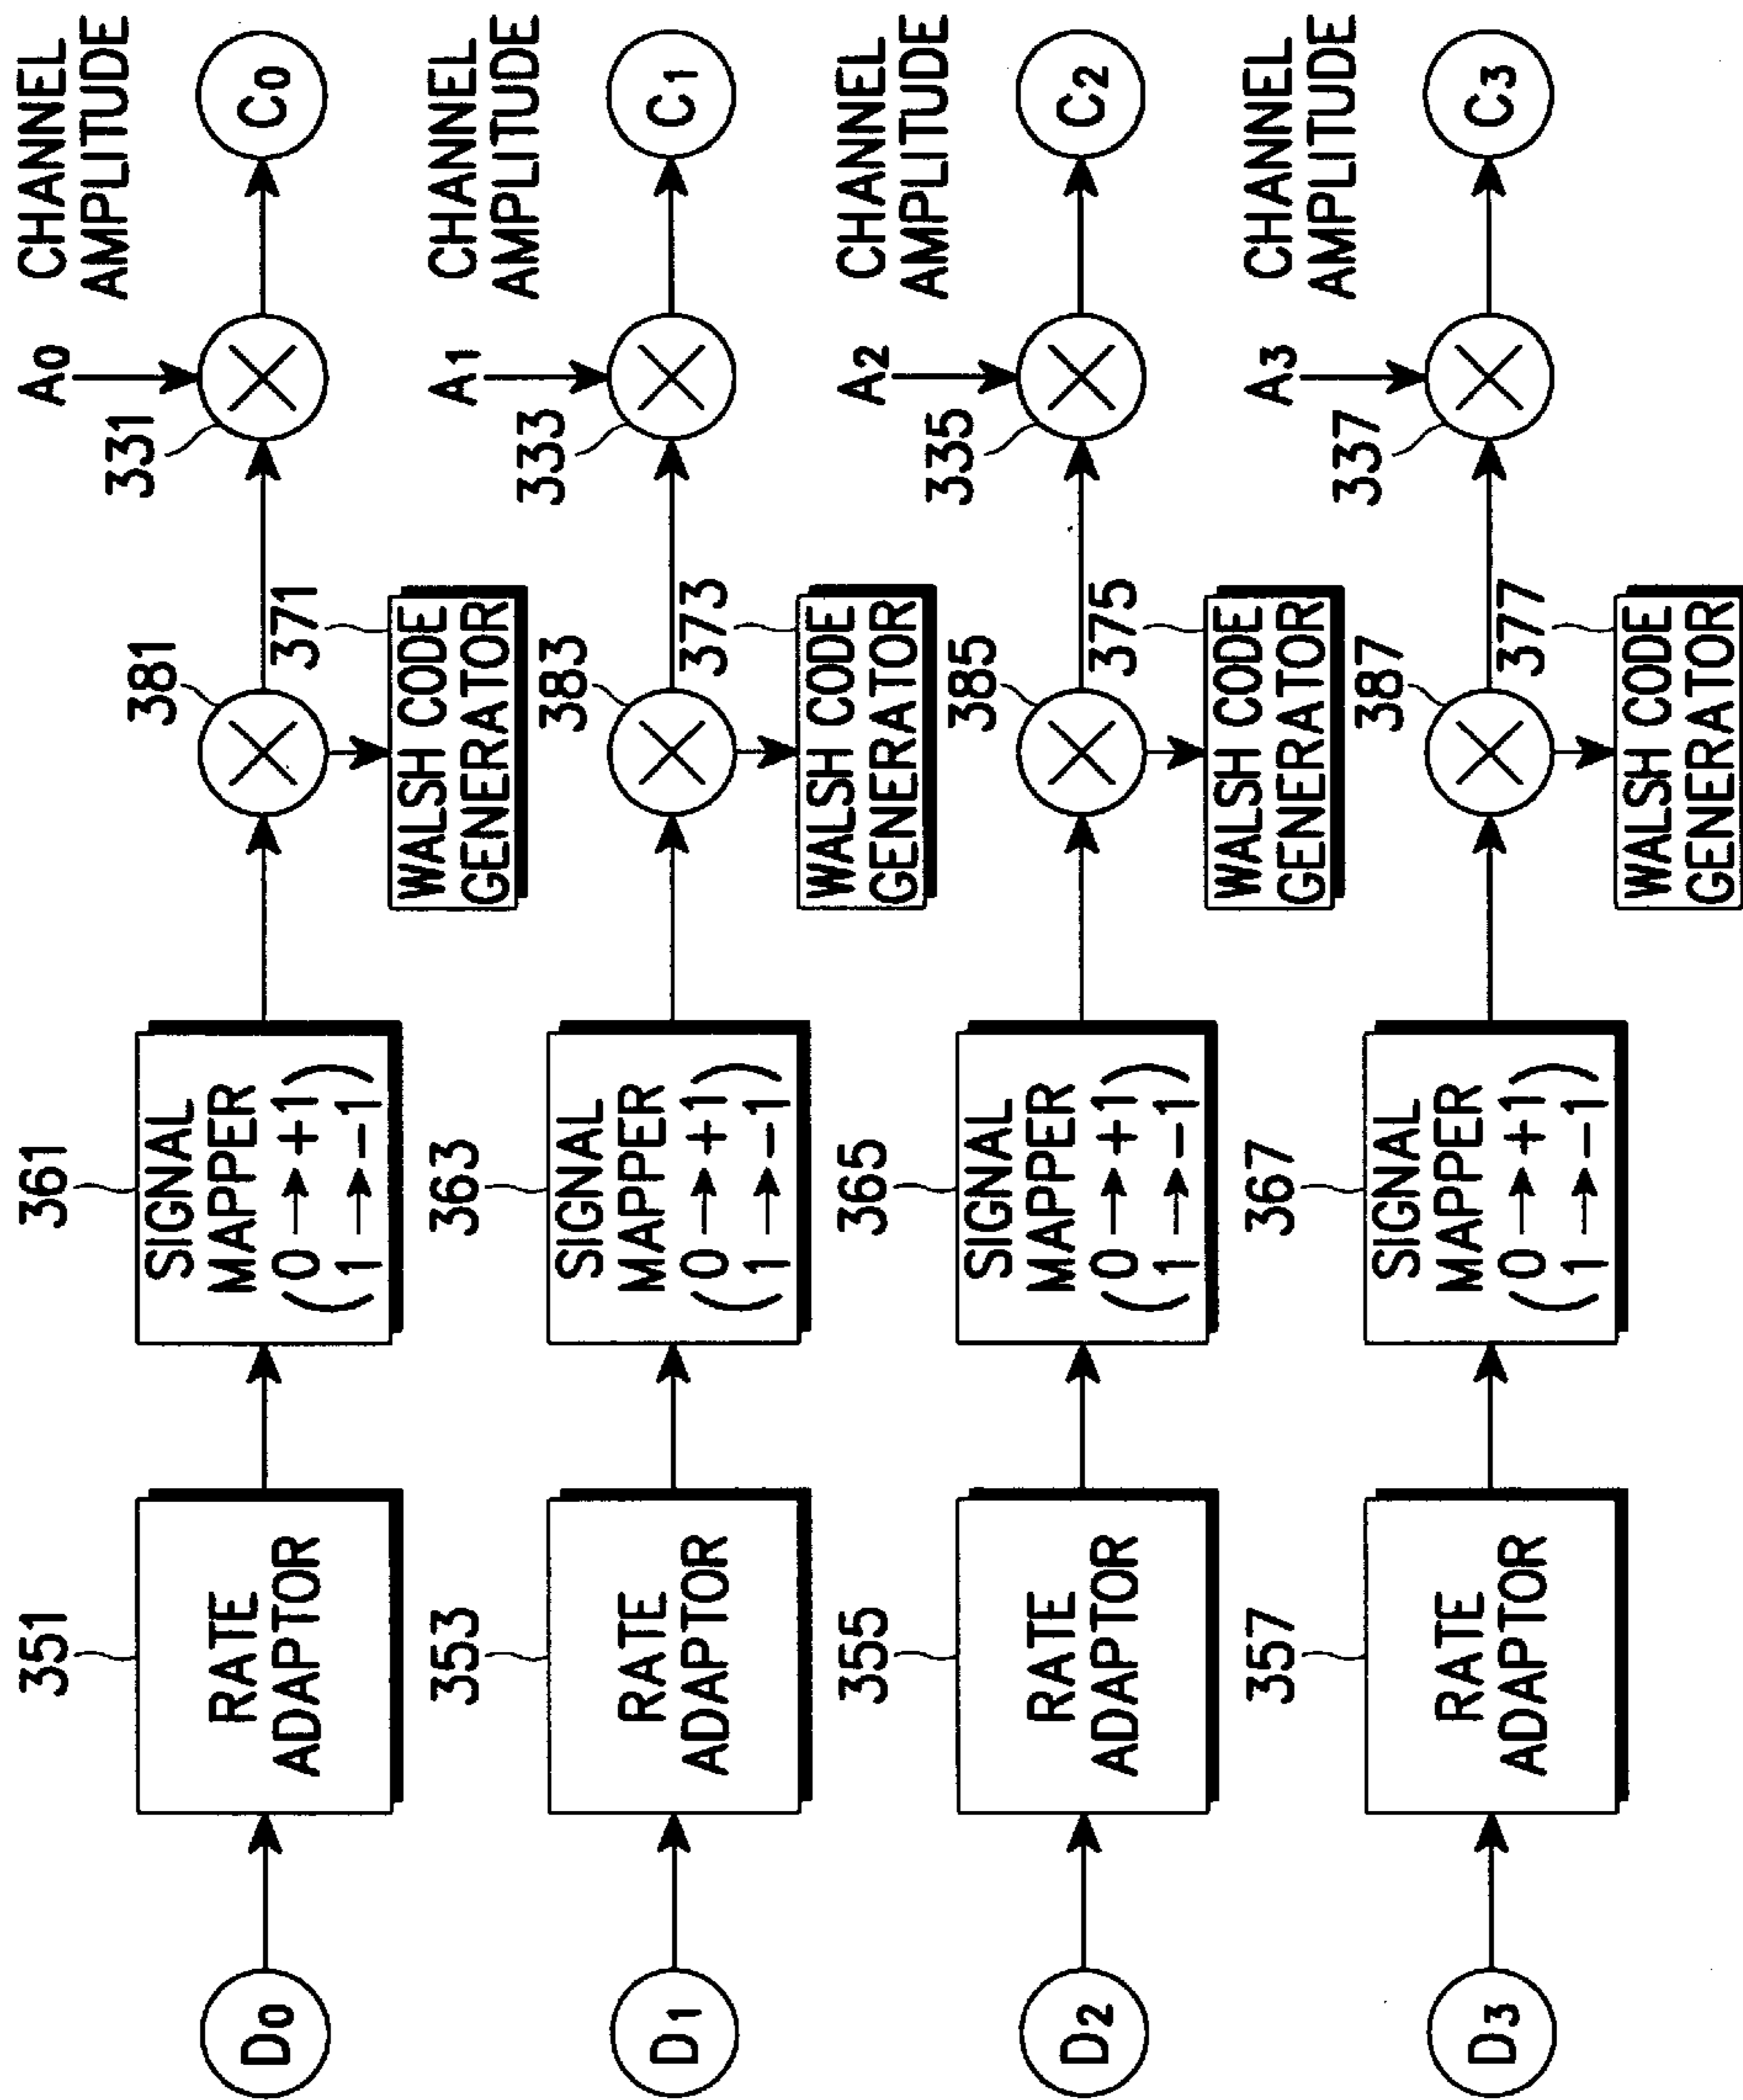 351
361
381
331
A0
CHANNEL
AMPLITUDE
D0
RATE
ADAPTOR
SIGNAL
MAPPER
(0→+1)
(1→-1)
371
WALSH CODE
GENERATOR
C0
353
363
383
333
A1
CHANNEL
AMPLITUDE
D1
RATE
ADAPTOR
SIGNAL
MAPPER
(0→+1)
(1→-1)
373
WALSH CODE
GENERATOR
C1
355
365
385
335
A2
CHANNEL
AMPLITUDE
D2
RATE
ADAPTOR
SIGNAL
MAPPER
(0→+1)
(1→-1)
375
WALSH CODE
GENERATOR
C2
357
367
387
337
A3
CHANNEL
AMPLITUDE
D3
RATE
ADAPTOR
SIGNAL
MAPPER
(0→+1)
(1→-1)
377
WALSH CODE
GENERATOR
C3